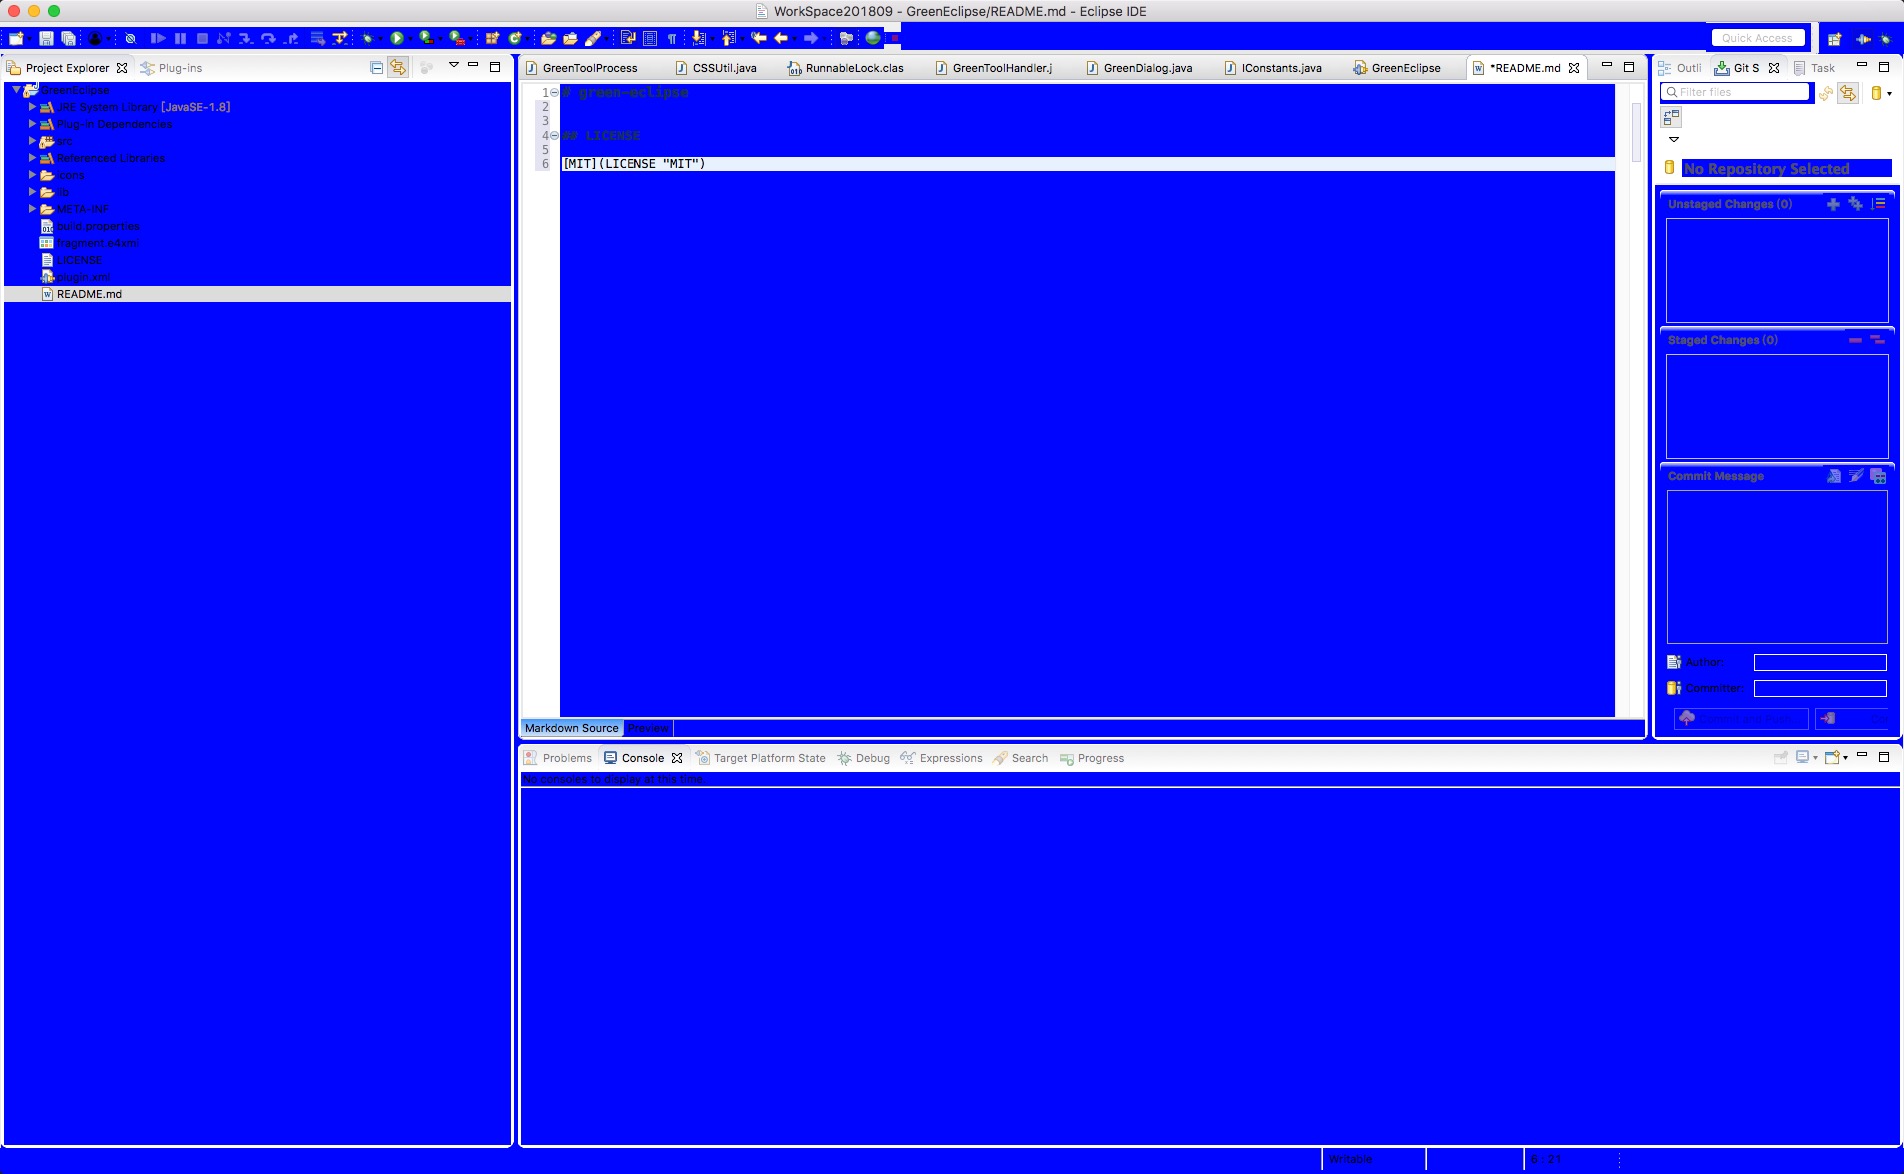 WorkSpace201809 - GreenEclipse/README.md - Eclipse IDE
Quick Access
Project Explorer
Plug-ins
GreenEclipse
JRE System Library [JavaSE-1.8]
Plug-in Dependencies
src
Referenced Libraries
icons
lib
META-INF
build.properties
fragment.e4xmi
LICENSE
plugin.xml
README.md
GreenToolProcess
CSSUtil.java
RunnableLock.clas
GreenToolHandler.j
GreenDialog.java
IConstants.java
GreenEclipse
*README.md
1 # green-eclipse
2
3
4 ## LICENSE
5
6 [MIT](LICENSE "MIT")
Markdown Source
Preview
Problems
Console
Target Platform State
Debug
Expressions
Search
Progress
No consoles to display at this time.
Outli
Git S
Task
Filter files
No Repository Selected
Unstaged Changes (0)
Staged Changes (0)
Commit Message
Author:
Committer:
Writable
6 : 21